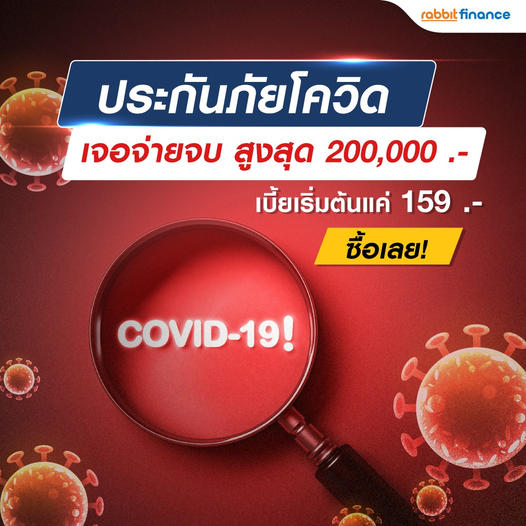 rabbit finance
ประกันภัยโควิด
เจอจ่ายจบ สูงสุด 200,000 .-
เบี้ยเริ่มต้นแค่ 159 .-
ซื้อเลย!
COVID-19!